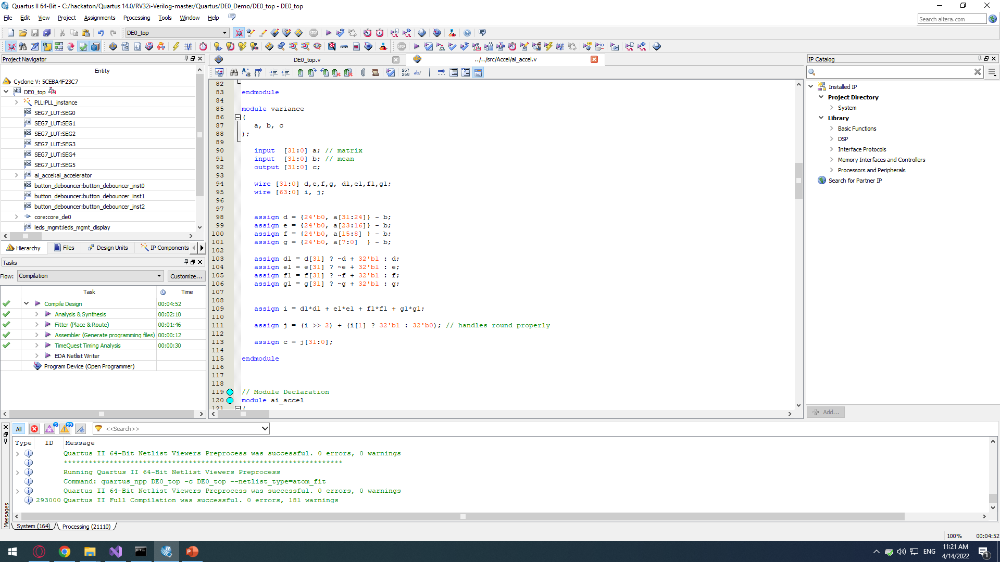 Quartus II 64-Bit - C:/hackaton/Quartus 14.0/RV32i-Verilog-master/Quartus/DE0_Demo/DE0_top - DE0_top
File Edit View Project Assignments Processing Tools Window Help
Search altera.com
DE0_top
Project Navigator
Entity
Cyclone V: 5CEBA4F23C7
DE0_top
PLL:PLL_instance
SEG7_LUT:SEG0
SEG7_LUT:SEG1
SEG7_LUT:SEG2
SEG7_LUT:SEG3
SEG7_LUT:SEG4
SEG7_LUT:SEG5
ai_accel:ai_accelerator
button_debouncer:button_debouncer_inst0
button_debouncer:button_debouncer_inst1
button_debouncer:button_debouncer_inst2
core:core_de0
leds_mgmt:leds_mgmt_display
Hierarchy Files Design Units IP Components
Tasks
Flow: Compilation Customize...
Task Time
Compile Design 00:04:52
Analysis & Synthesis 00:02:10
Fitter (Place & Route) 00:01:46
Assembler (Generate programming files) 00:00:12
TimeQuest Timing Analysis 00:00:30
EDA Netlist Writer
Program Device (Open Programmer)
DE0_top.v ../../src/Accel/ai_accel.v
267
268
ab/
82
83 endmodule
84
85 module variance
86 (
87 a, b, c
88 );
89
90 input [31:0] a; // matrix
91 input [31:0] b; // mean
92 output [31:0] c;
93
94 wire [31:0] d,e,f,g, d1,e1,f1,g1;
95 wire [63:0] i, j;
96
97
98 assign d = {24'b0, a[31:24]} - b;
99 assign e = {24'b0, a[23:16]} - b;
100 assign f = {24'b0, a[15:8] } - b;
101 assign g = {24'b0, a[7:0]  } - b;
102
103 assign d1 = d[31] ? ~d + 32'b1 : d;
104 assign e1 = e[31] ? ~e + 32'b1 : e;
105 assign f1 = f[31] ? ~f + 32'b1 : f;
106 assign g1 = g[31] ? ~g + 32'b1 : g;
107
108
109 assign i = d1*d1 + e1*e1 + f1*f1 + g1*g1;
110
111 assign j = (i >> 2) + (i[1] ? 32'b1 : 32'b0); // handles round properly
112
113 assign c = j[31:0];
114
115 endmodule
116
117
118
119 // Module Declaration
120 module ai_accel
121 (
IP Catalog
Installed IP
Project Directory
System
Library
Basic Functions
DSP
Interface Protocols
Memory Interfaces and Controllers
Processors and Peripherals
Search for Partner IP
Add...
All 5 99 <<Search>>
Type ID Message
Quartus II 64-Bit Netlist Viewers Preprocess was successful. 0 errors, 0 warnings
*******************************************************************
Running Quartus II 64-Bit Netlist Viewers Preprocess
Command: quartus_npp DE0_top -c DE0_top --netlist_type=atom_fit
Quartus II 64-Bit Netlist Viewers Preprocess was successful. 0 errors, 0 warnings
293000 Quartus II Full Compilation was successful. 0 errors, 181 warnings
Messages
System (164) Processing (21110)
100% 00:04:52
ENG
11:21 AM
4/14/2022
1